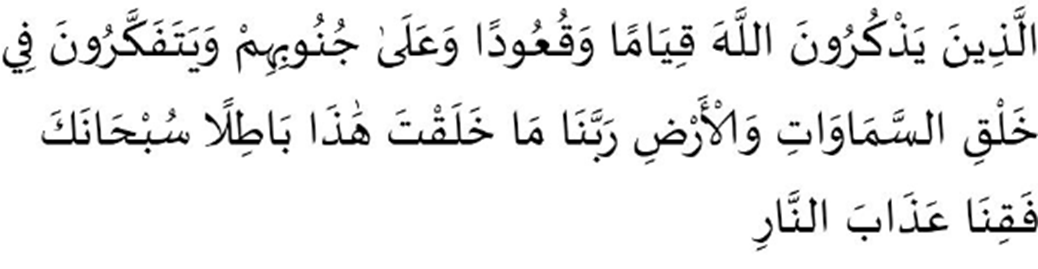 الَّذِينَ يَذْكُرُونَ اللَّهَ قِيَامًا وَقُعُودًا وَعَلَىٰ جُنُوبِهِمْ وَيَتَفَكَّرُونَ فِي
خَلْقِ السَّمَاوَاتِ وَالْأَرْضِ رَبَّنَا مَا خَلَقْتَ هَٰذَا بَاطِلًا سُبْحَانَكَ
فَقِنَا عَذَابَ النَّارِ